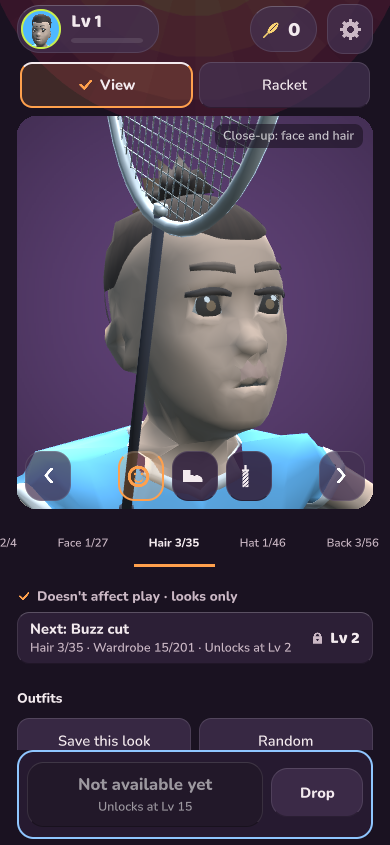 Lv 1
0
View
Racket
Close-up: face and hair
2/4
Face 1/27
Hair 3/35
Hat 1/46
Back 3/56
Doesn't affect play · looks only
Next: Buzz cut
Hair 3/35 · Wardrobe 15/201 · Unlocks at Lv 2
Lv 2
Outfits
Save this look
Random
Not available yet
Unlocks at Lv 15
Drop